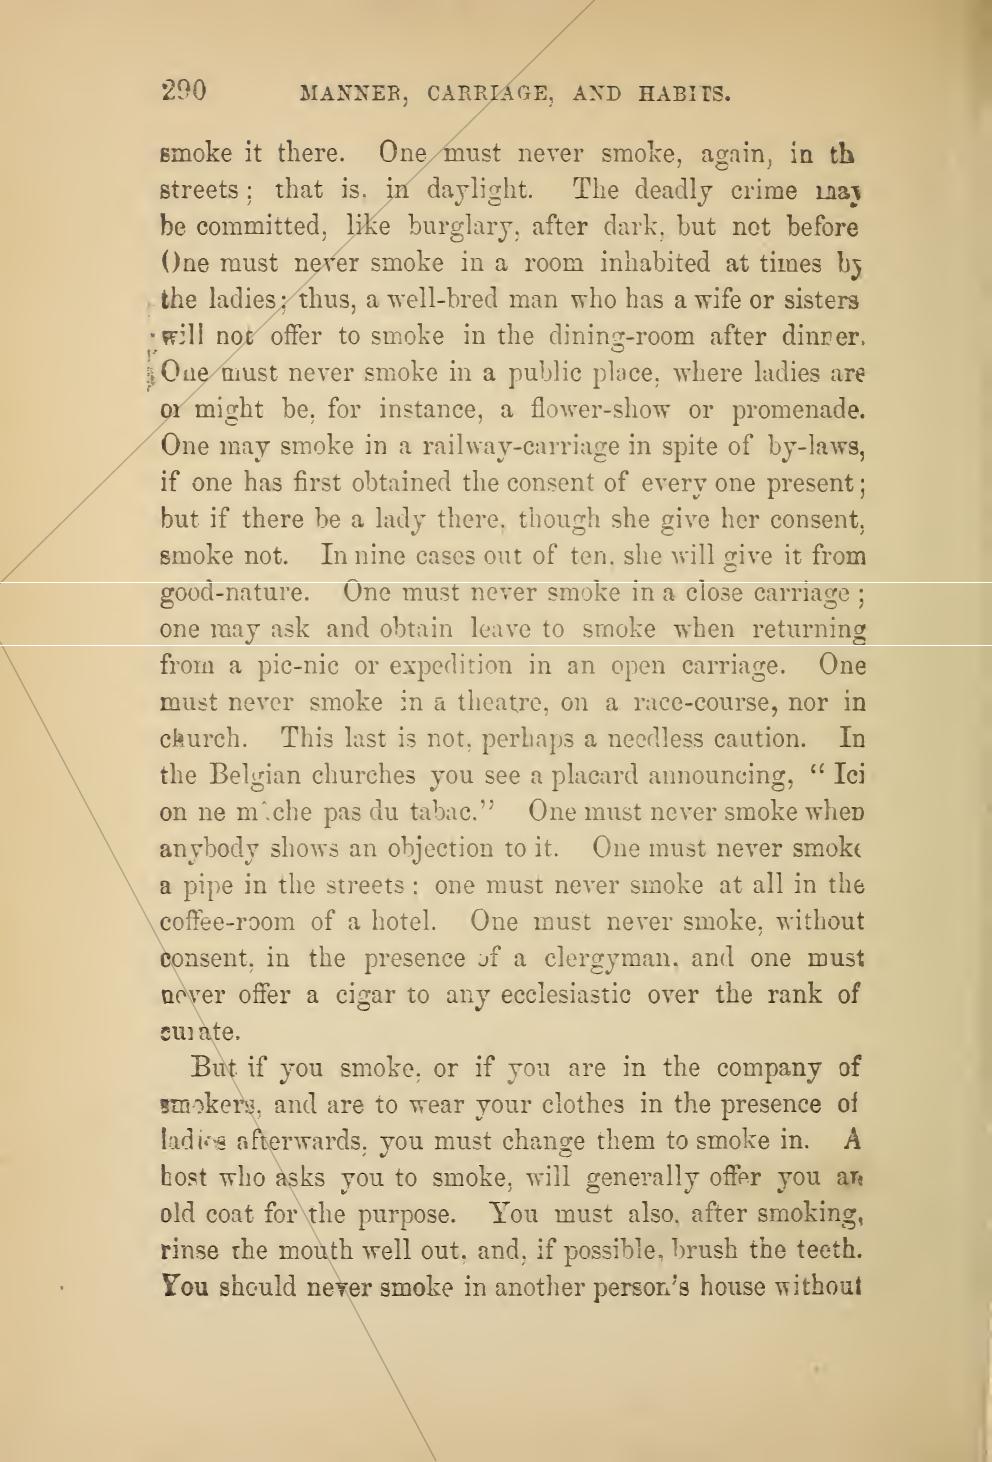 290 MANNER, CARRIAGE, AND HABITS.
smoke it there. One must never smoke, again, in th
streets; that is, in daylight. The deadly crime may
be committed, like burglary, after dark, but not before
One must never smoke in a room inhabited at times by
the ladies; thus, a well-bred man who has a wife or sisters
will not offer to smoke in the dining-room after dinner.
One must never smoke in a public place, where ladies are
or might be, for instance, a flower-show or promenade.
One may smoke in a railway-carriage in spite of by-laws,
if one has first obtained the consent of every one present;
but if there be a lady there, though she give her consent,
smoke not. In nine cases out of ten, she will give it from
good-nature. One must never smoke in a close carriage;
one may ask and obtain leave to smoke when returning
from a pic-nic or expedition in an open carriage. One
must never smoke in a theatre, on a race-course, nor in
church. This last is not, perhaps a needless caution. In
the Belgian churches you see a placard announcing, “Ici
on ne mâche pas du tabac.” One must never smoke when
anybody shows an objection to it. One must never smoke
a pipe in the streets; one must never smoke at all in the
coffee-room of a hotel. One must never smoke, without
consent, in the presence of a clergyman, and one must
never offer a cigar to any ecclesiastic over the rank of
curate.
But if you smoke, or if you are in the company of
smokers, and are to wear your clothes in the presence of
ladies afterwards, you must change them to smoke in. A
host who asks you to smoke, will generally offer you an
old coat for the purpose. You must also, after smoking,
rinse the mouth well out, and, if possible, brush the teeth.
You should never smoke in another person's house without